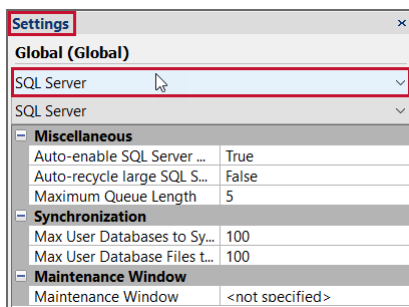 Settings
Global (Global)
SQL Server
SQL Server
Miscellaneous
Auto-enable SQL Server ... True
Auto-recycle large SQL S... False
Maximum Queue Length 5
Synchronization
Max User Databases to Sy... 100
Max User Database Files t... 100
Maintenance Window
Maintenance Window <not specified>